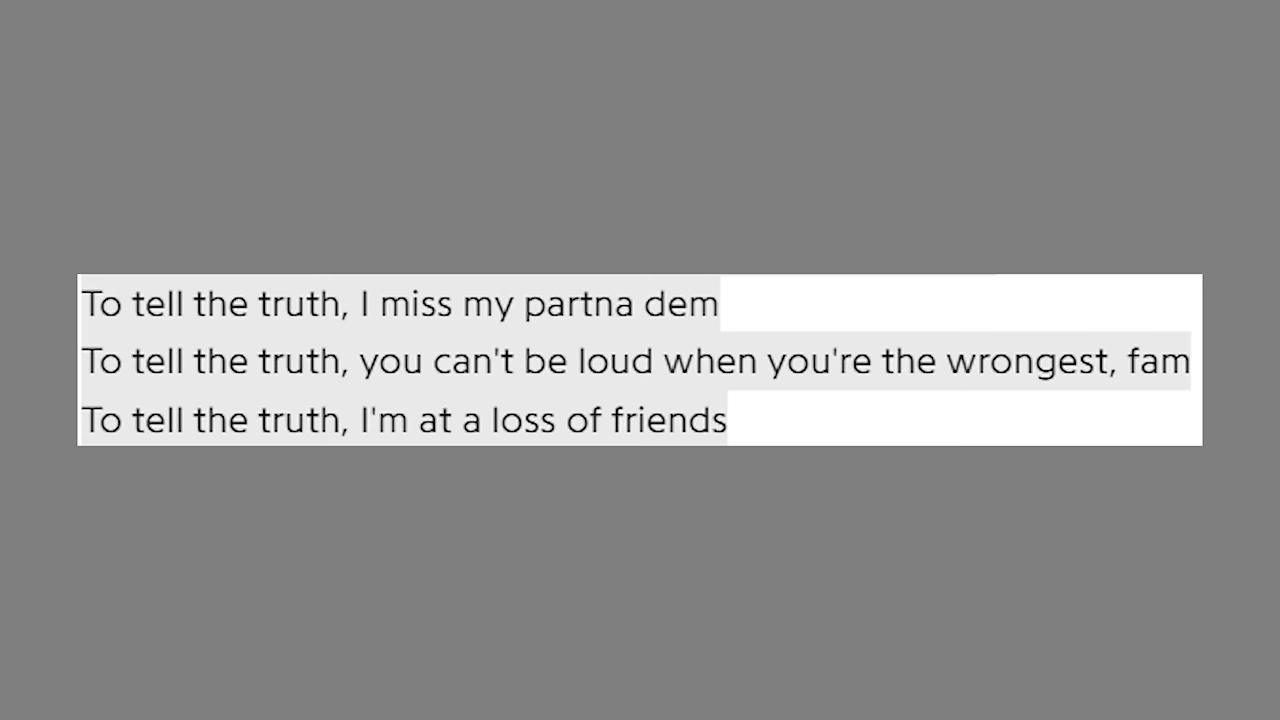 To tell the truth, I miss my partna dem
To tell the truth, you can't be loud when you're the wrongest, fam
To tell the truth, I'm at a loss of friends